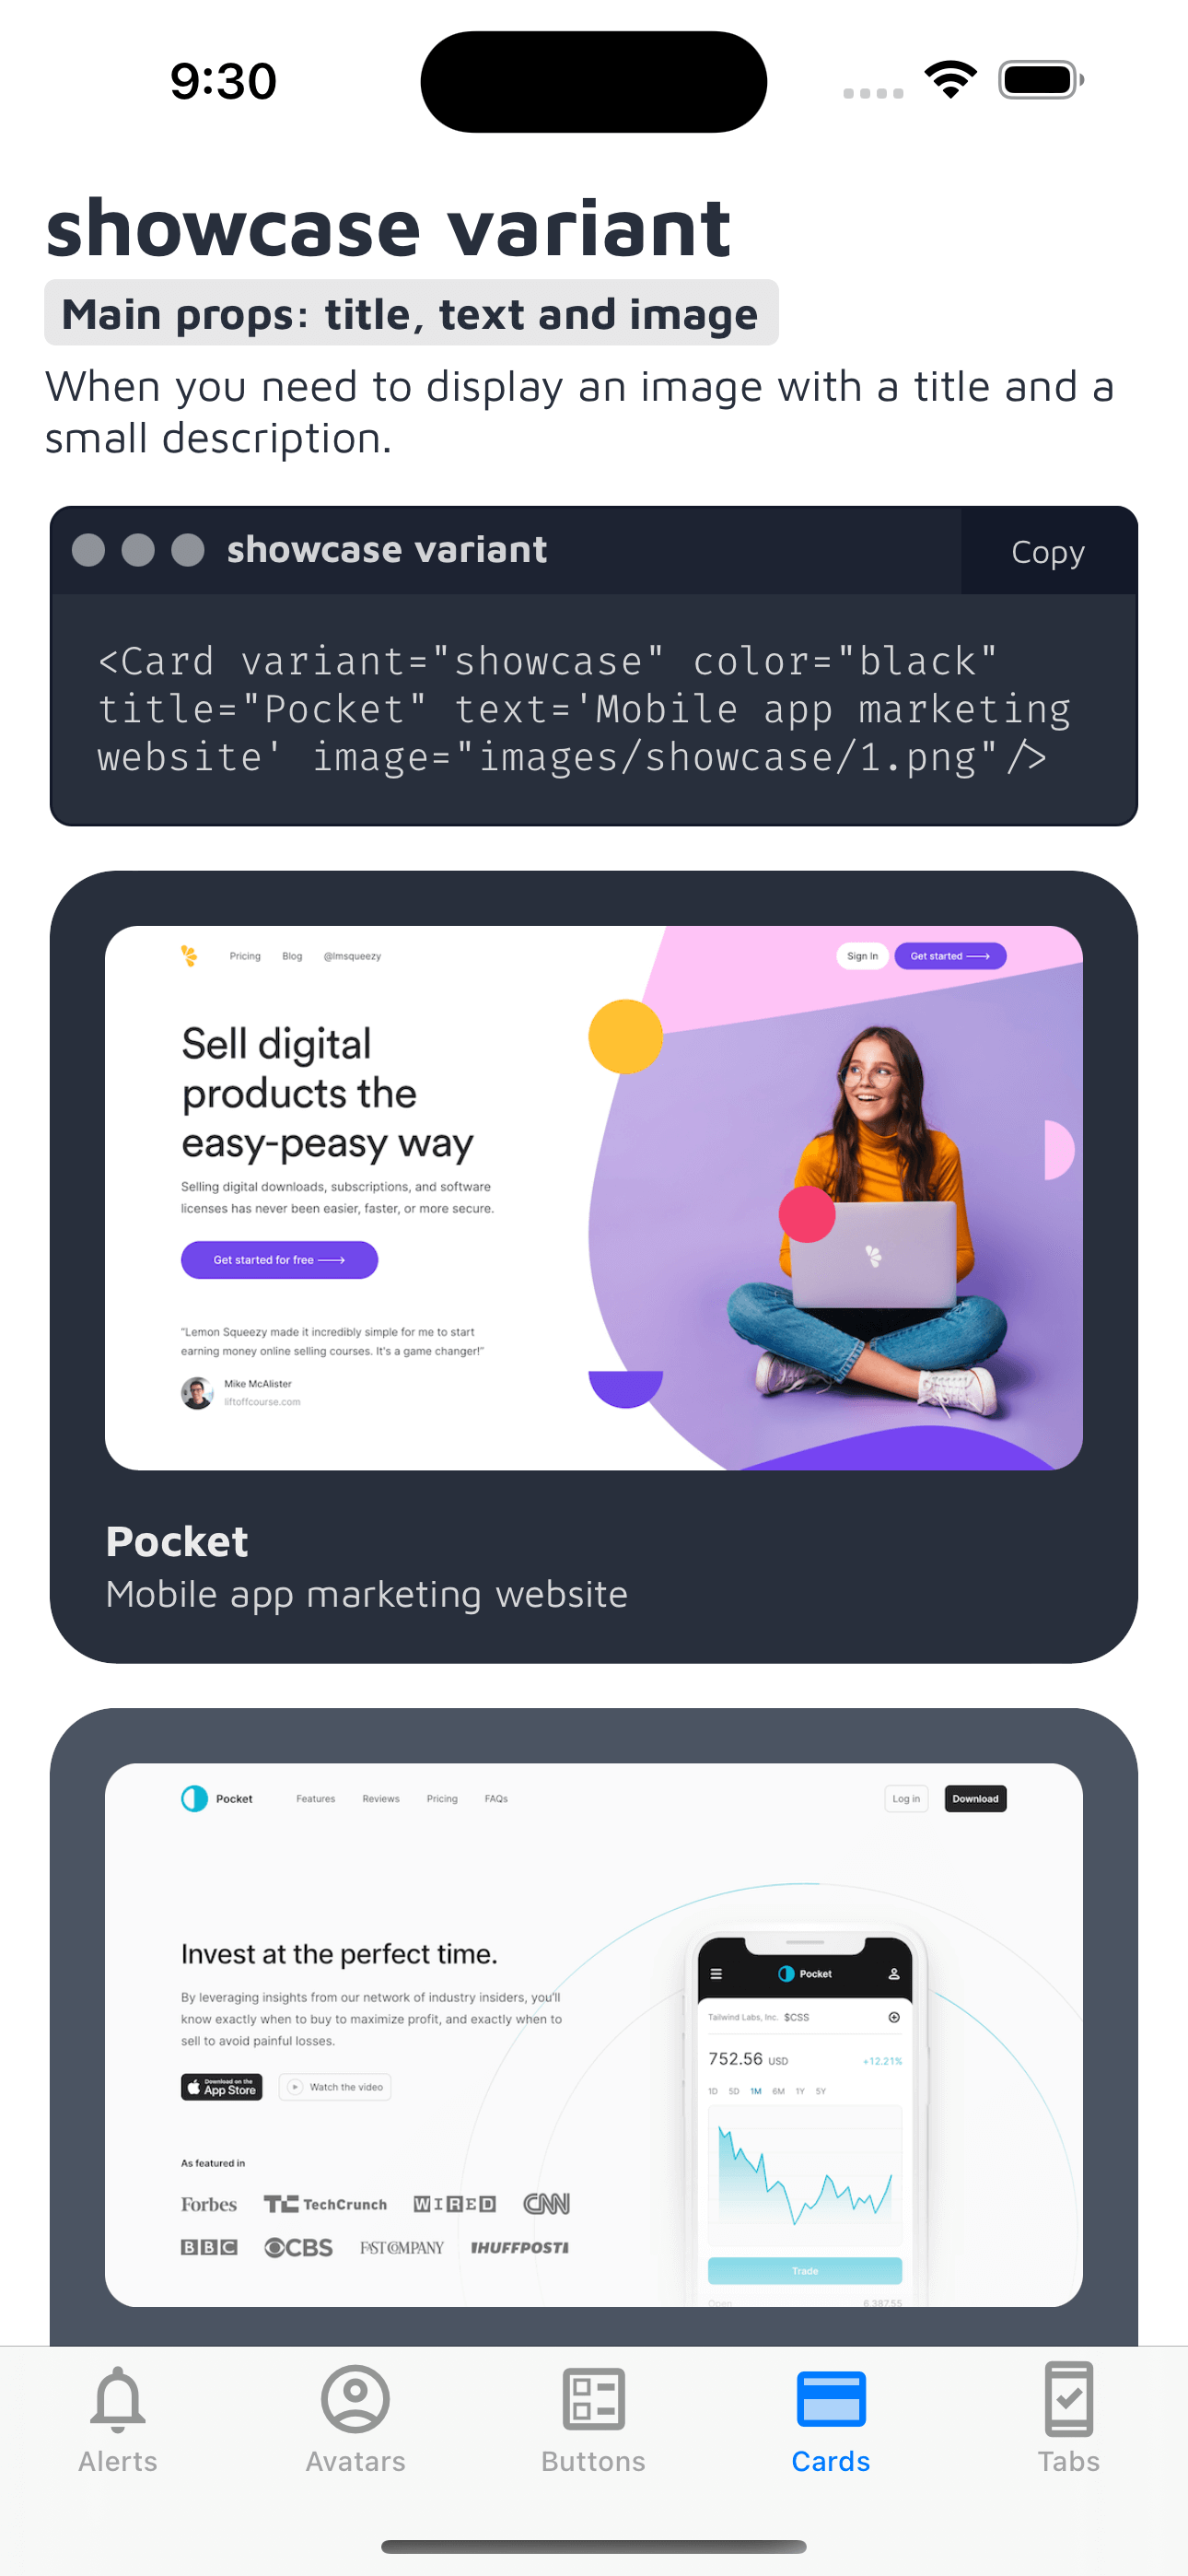 9:30
showcase variant
Main props: title, text and image
When you need to display an image with a title and a
small description.
showcase variant
Copy
<Card variant="showcase" color="black"
title="Pocket" text='Mobile app marketing
website' image="images/showcase/1.png"/>
Pricing Blog @lmsqueezy Sign In Get started
Sell digital
products the
easy-peasy way
Selling digital downloads, subscriptions, and software
licenses has never been easier, faster, or more secure.
Get started for free
"Lemon Squeezy made it incredibly simple for me to start
earning money online selling courses. It's a game changer!"
Mike McAlister
liftoffcourse.com
Pocket
Mobile app marketing website
Pocket Features Reviews Pricing FAQs Log in Download
Invest at the perfect time.
By leveraging insights from our network of industry insiders, you'll
know exactly when to buy to maximize profit, and exactly when to
sell to avoid painful losses.
Download on the
App Store
Watch the video
As featured in
Forbes TC TechCrunch WIRED CNN
BBC CBS FAST COMPANY IHUFFPOSTI
Pocket
Tailwind Labs, Inc. $CSS
752.56 USD +12.21%
1D 5D 1M 6M 1Y 5Y
Trade
Open 6,387.55
Alerts Avatars Buttons Cards Tabs